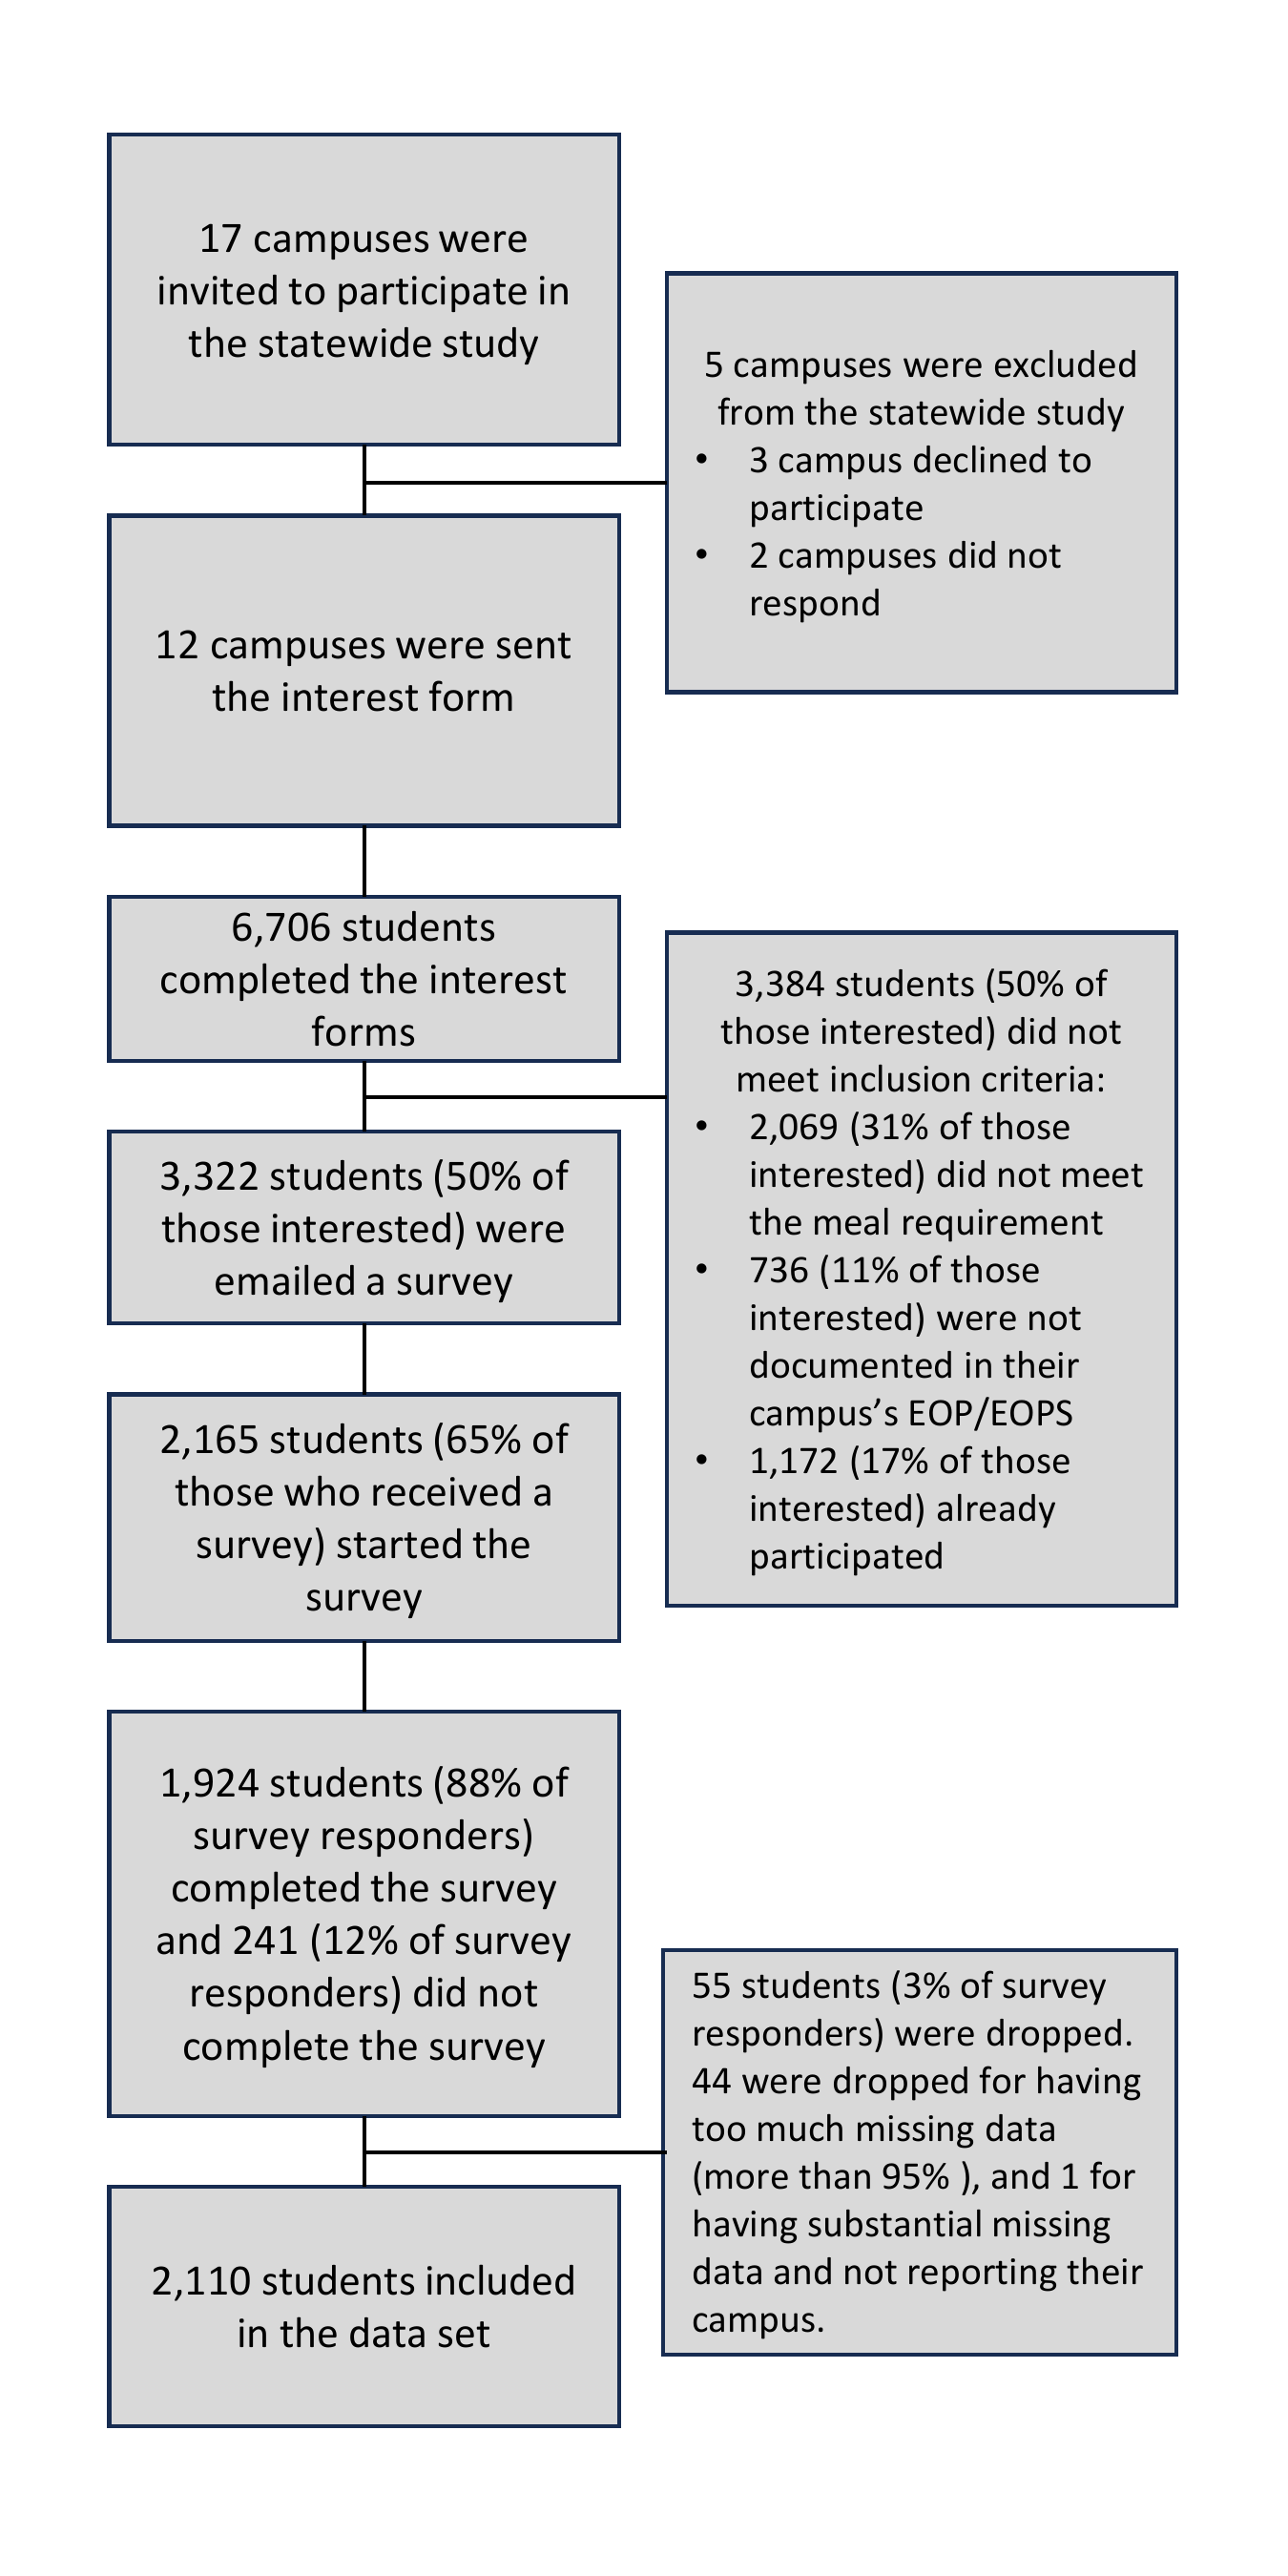 17 campuses were
invited to participate in
the statewide study
5 campuses were excluded
from the statewide study
• 3 campus declined to
participate
• 2 campuses did not
respond
12 campuses were sent
the interest form
6,706 students
completed the interest
forms
3,384 students (50% of
those interested) did not
meet inclusion criteria:
• 2,069 (31% of those
interested) did not meet
the meal requirement
• 736 (11% of those
interested) were not
documented in their
campus’s EOP/EOPS
• 1,172 (17% of those
interested) already
participated
3,322 students (50% of
those interested) were
emailed a survey
2,165 students (65% of
those who received a
survey) started the
survey
1,924 students (88% of
survey responders)
completed the survey
and 241 (12% of survey
responders) did not
complete the survey
55 students (3% of survey
responders) were dropped.
44 were dropped for having
too much missing data
(more than 95% ), and 1 for
having substantial missing
data and not reporting their
campus.
2,110 students included
in the data set